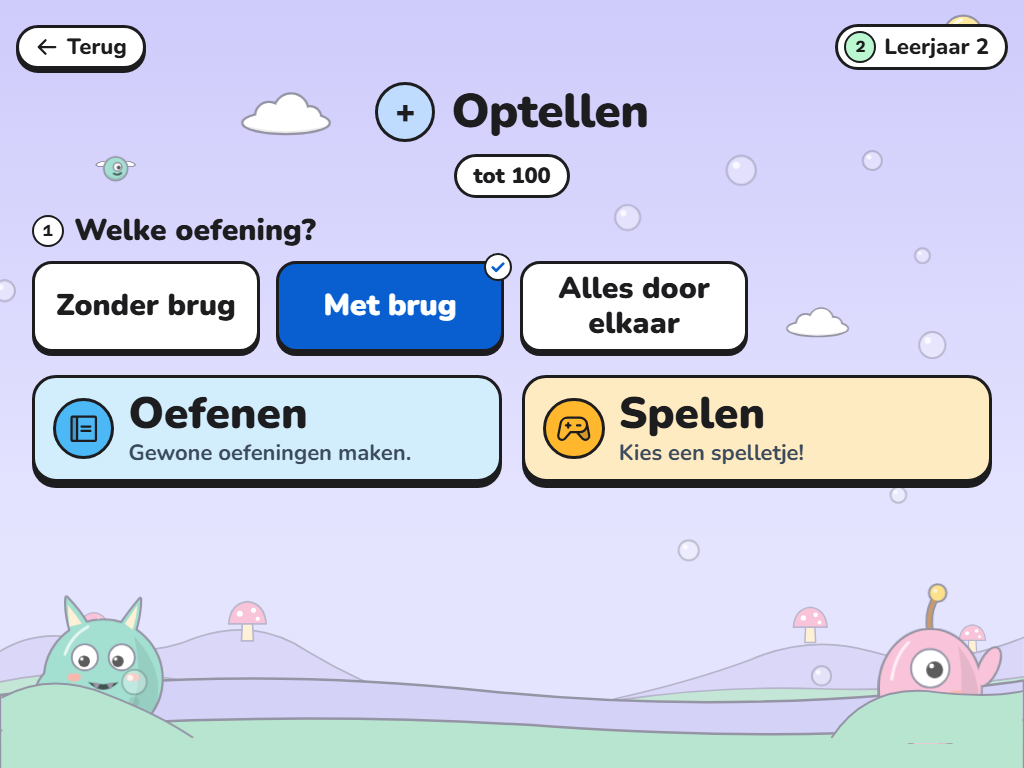 Terug
2 Leerjaar 2
+ Optellen
tot 100
1 Welke oefening?
Zonder brug
Met brug
Alles door
elkaar
Oefenen
Gewone oefeningen maken.
Spelen
Kies een spelletje!